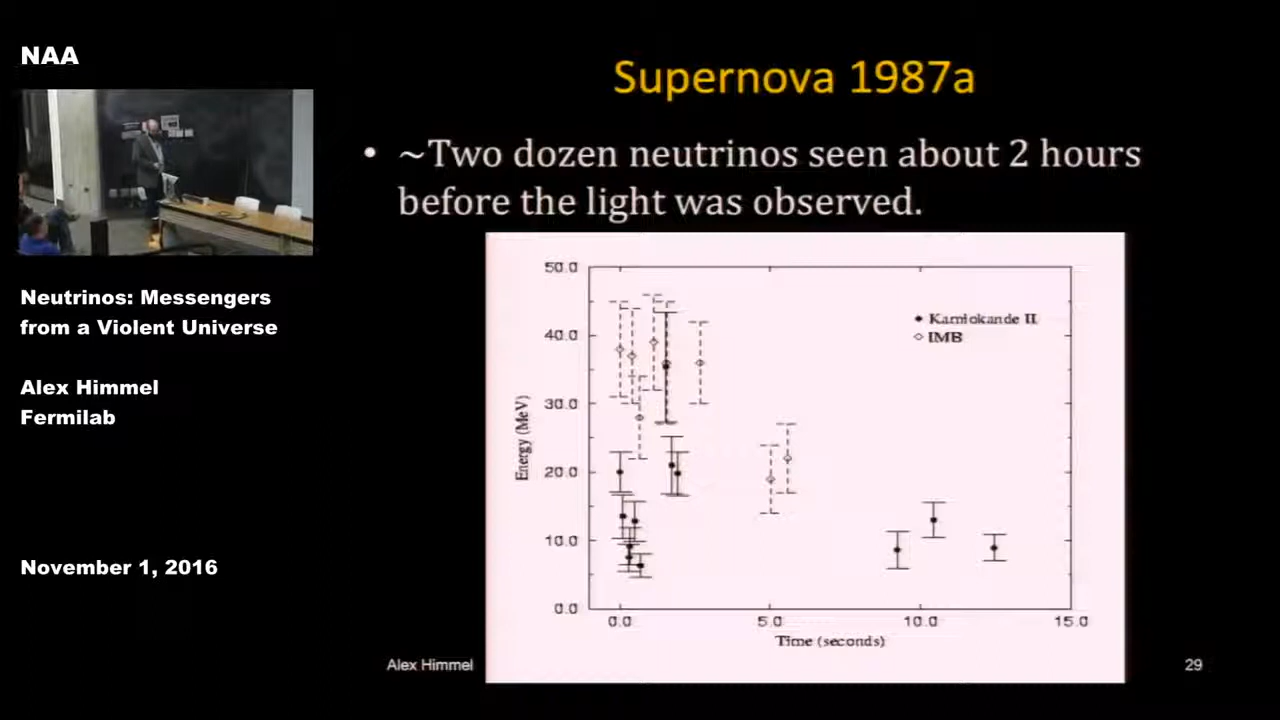 NAA
Supernova 1987a
• ~Two dozen neutrinos seen about 2 hours
before the light was observed.
Neutrinos: Messengers
from a Violent Universe
Alex Himmel
Fermilab
November 1, 2016
50.0
40.0
30.0
20.0
10.0
0.0
Energy (MeV)
Kamiokande II
IMB
0.0 5.0 10.0 15.0
Time (seconds)
Alex Himmel
29